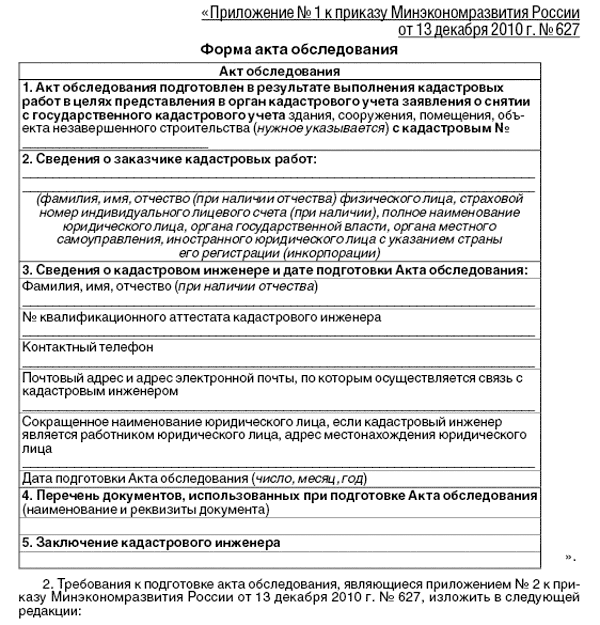 «Приложение № 1 к приказу Минэкономразвития России
от 13 декабря 2010 г. № 627
Форма акта обследования
Акт обследования
1. Акт обследования подготовлен в результате выполнения кадастровых
работ в целях представления в орган кадастрового учета заявления о снятии
с государственного кадастрового учета здания, сооружения, помещения, объ-
екта незавершенного строительства (нужное указывается) с кадастровым №
2. Сведения о заказчике кадастровых работ:
(фамилия, имя, отчество (при наличии отчества) физического лица, страховой
номер индивидуального лицевого счета (при наличии), полное наименование
юридического лица, органа государственной власти, органа местного
самоуправления, иностранного юридического лица с указанием страны
его регистрации (инкорпорации)
3. Сведения о кадастровом инженере и дате подготовки Акта обследования:
Фамилия, имя, отчество (при наличии отчества)
№ квалификационного аттестата кадастрового инженера
Контактный телефон
Почтовый адрес и адрес электронной почты, по которым осуществляется связь с
кадастровым инженером
Сокращенное наименование юридического лица, если кадастровый инженер
является работником юридического лица, адрес местонахождения юридического
лица
Дата подготовки Акта обследования (число, месяц, год)
4. Перечень документов, использованных при подготовке Акта обследования
(наименование и реквизиты документа)
5. Заключение кадастрового инженера
».
2. Требования к подготовке акта обследования, являющиеся приложением № 2 к при-
казу Минэкономразвития России от 13 декабря 2010 г. № 627, изложить в следующей
редакции: